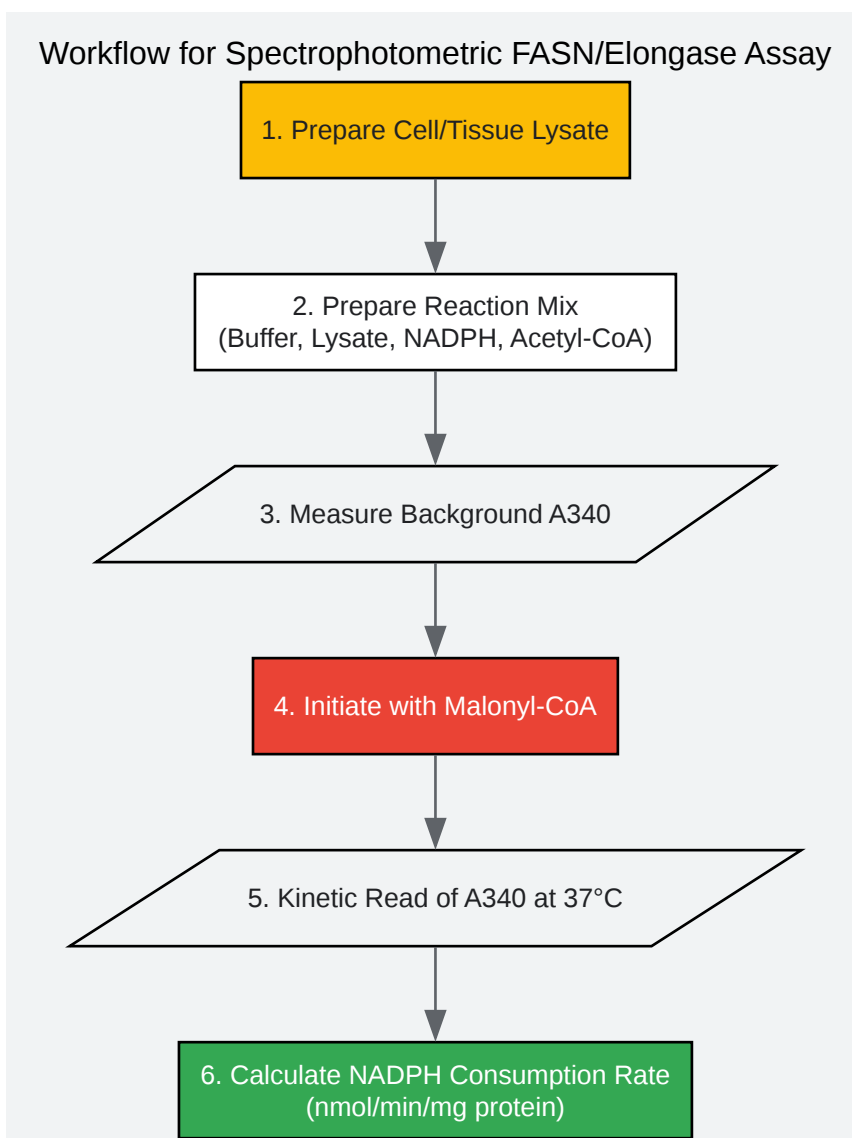 Workflow for Spectrophotometric FASN/Elongase Assay
1. Prepare Cell/Tissue Lysate
2. Prepare Reaction Mix
(Buffer, Lysate, NADPH, Acetyl-CoA)
3. Measure Background A340
4. Initiate with Malonyl-CoA
5. Kinetic Read of A340 at 37°C
6. Calculate NADPH Consumption Rate
(nmol/min/mg protein)